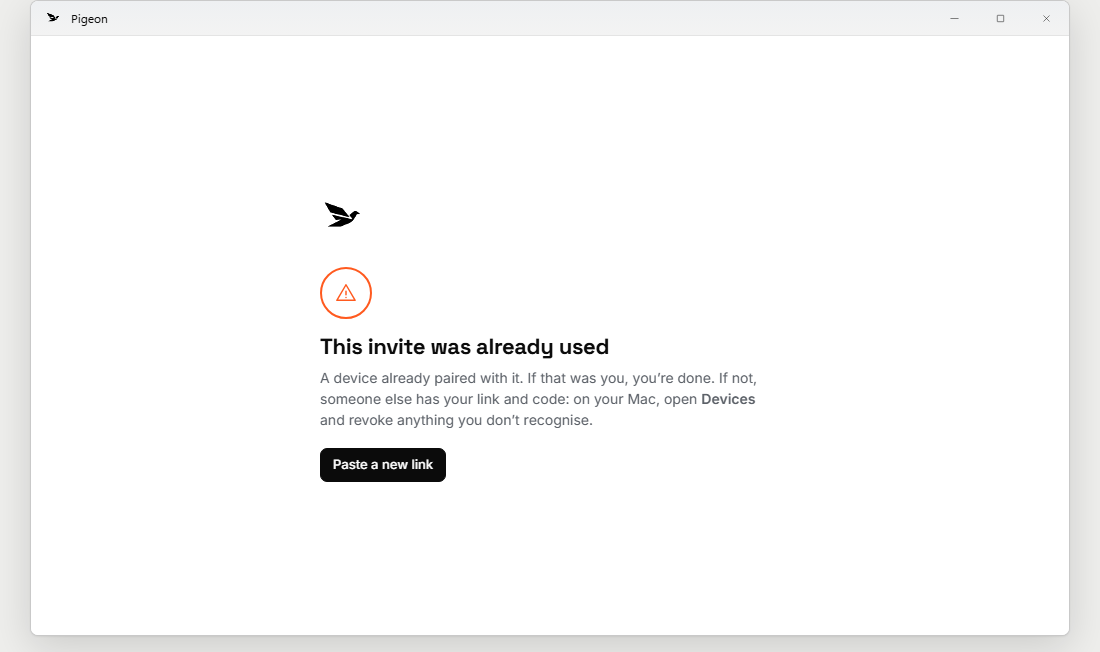 Pigeon
This invite was already used
A device already paired with it. If that was you, you’re done. If not,
someone else has your link and code: on your Mac, open Devices
and revoke anything you don’t recognise.
Paste a new link